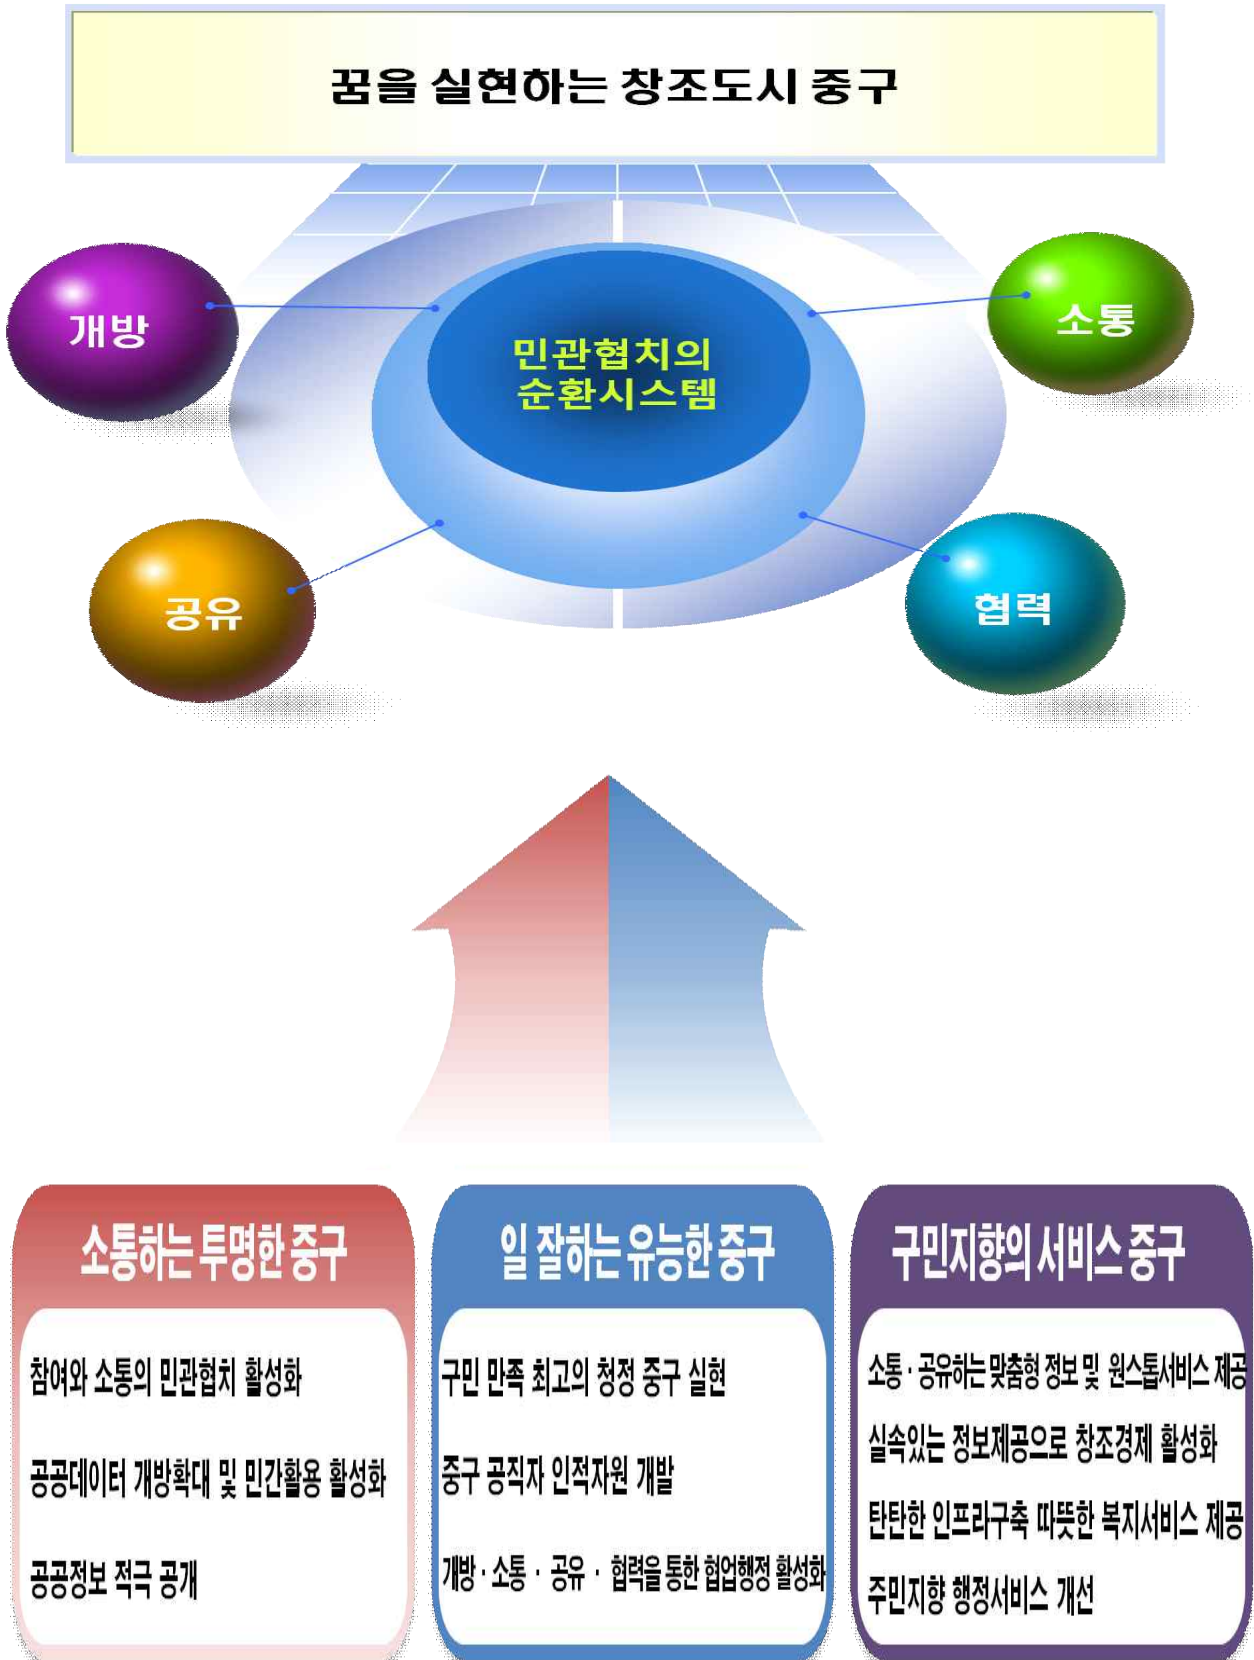 꿈을 실현하는 창조도시 중구
개방
소통
민관협치의
순환시스템
공유
협력
소통하는 투명한 중구
참여와 소통의 민관협치 활성화
공공데이터 개방확대 및 민간활용 활성화
공공정보 적극 공개
일 잘하는 유능한 중구
구민 만족 최고의 청정 중구 실현
중구 공직자 인적자원 개발
개방 · 소통 · 공유 · 협력을 통한 협업행정 활성화
구민지향의 서비스 중구
소통 · 공유하는 맞춤형 정보 및 원스톱서비스 제공
실속있는 정보제공으로 창조경제 활성화
탄탄한 인프라구축 따뜻한 복지서비스 제공
주민지향 행정서비스 개선